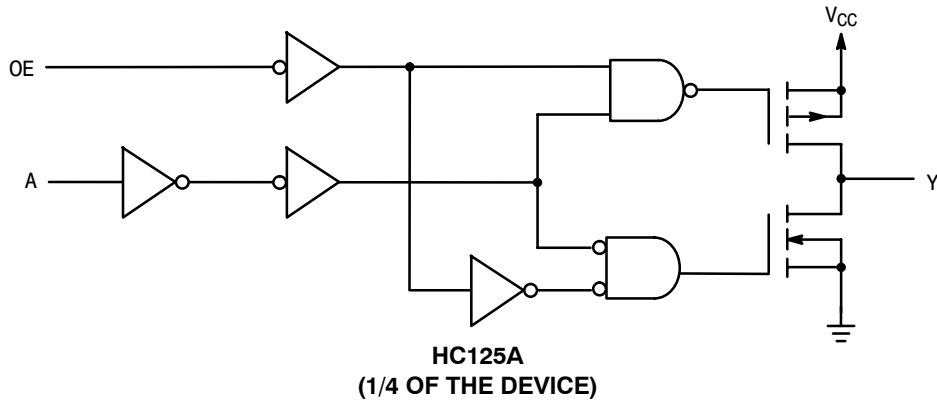 VCC
OE
A
Y
HC125A
(1/4 OF THE DEVICE)